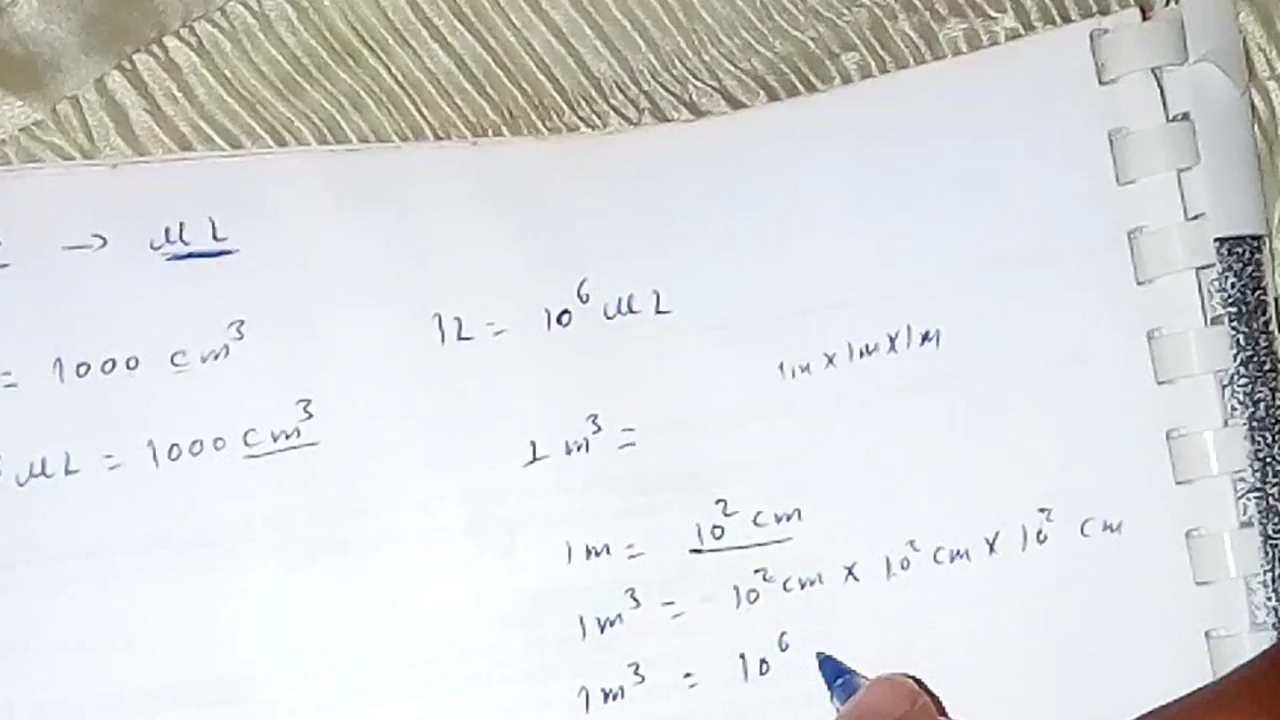 → µL
= 1000 cm³
µL = 1000 cm³
1L = 10⁶ µL
1m × 1m × 1m
1 m³ =
1m = 10² cm
1m³ = 10² cm × 10² cm × 10² cm
1m³ = 10⁶